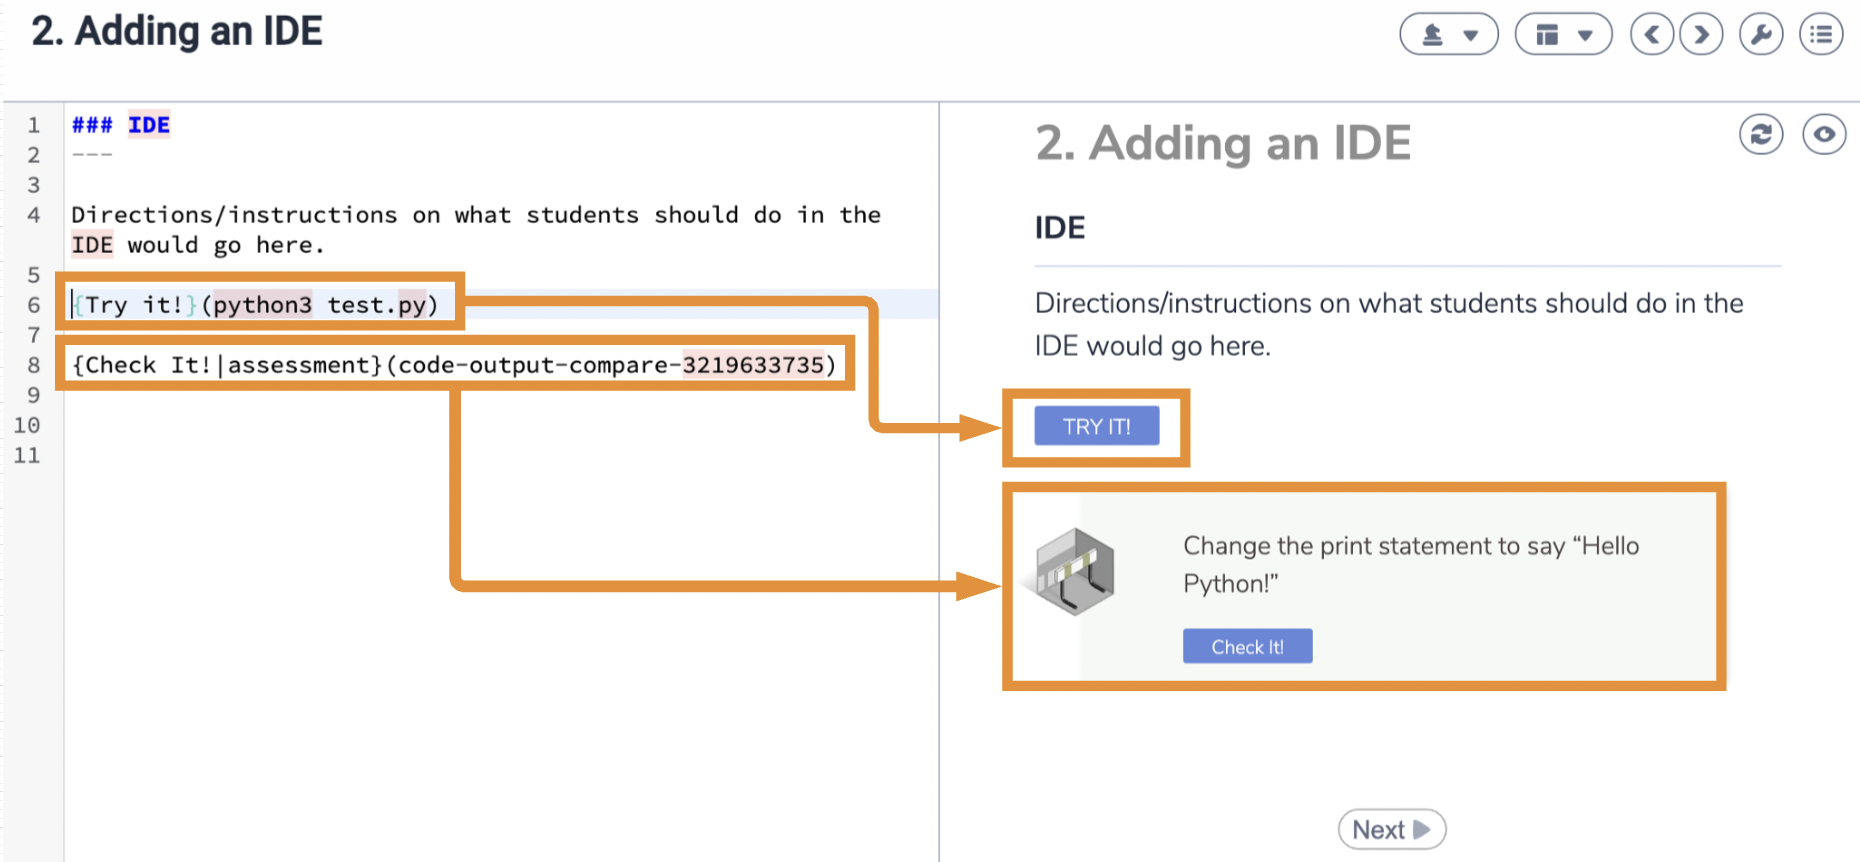 2. Adding an IDE
1 ### IDE
2 ---
3
4 Directions/instructions on what students should do in the
IDE would go here.
5
6 {Try it!}(python3 test.py)
7
8 {Check It!|assessment}(code-output-compare-3219633735)
9
10
11
2. Adding an IDE
IDE
Directions/instructions on what students should do in the
IDE would go here.
TRY IT!
Change the print statement to say “Hello
Python!”
Check It!
Next